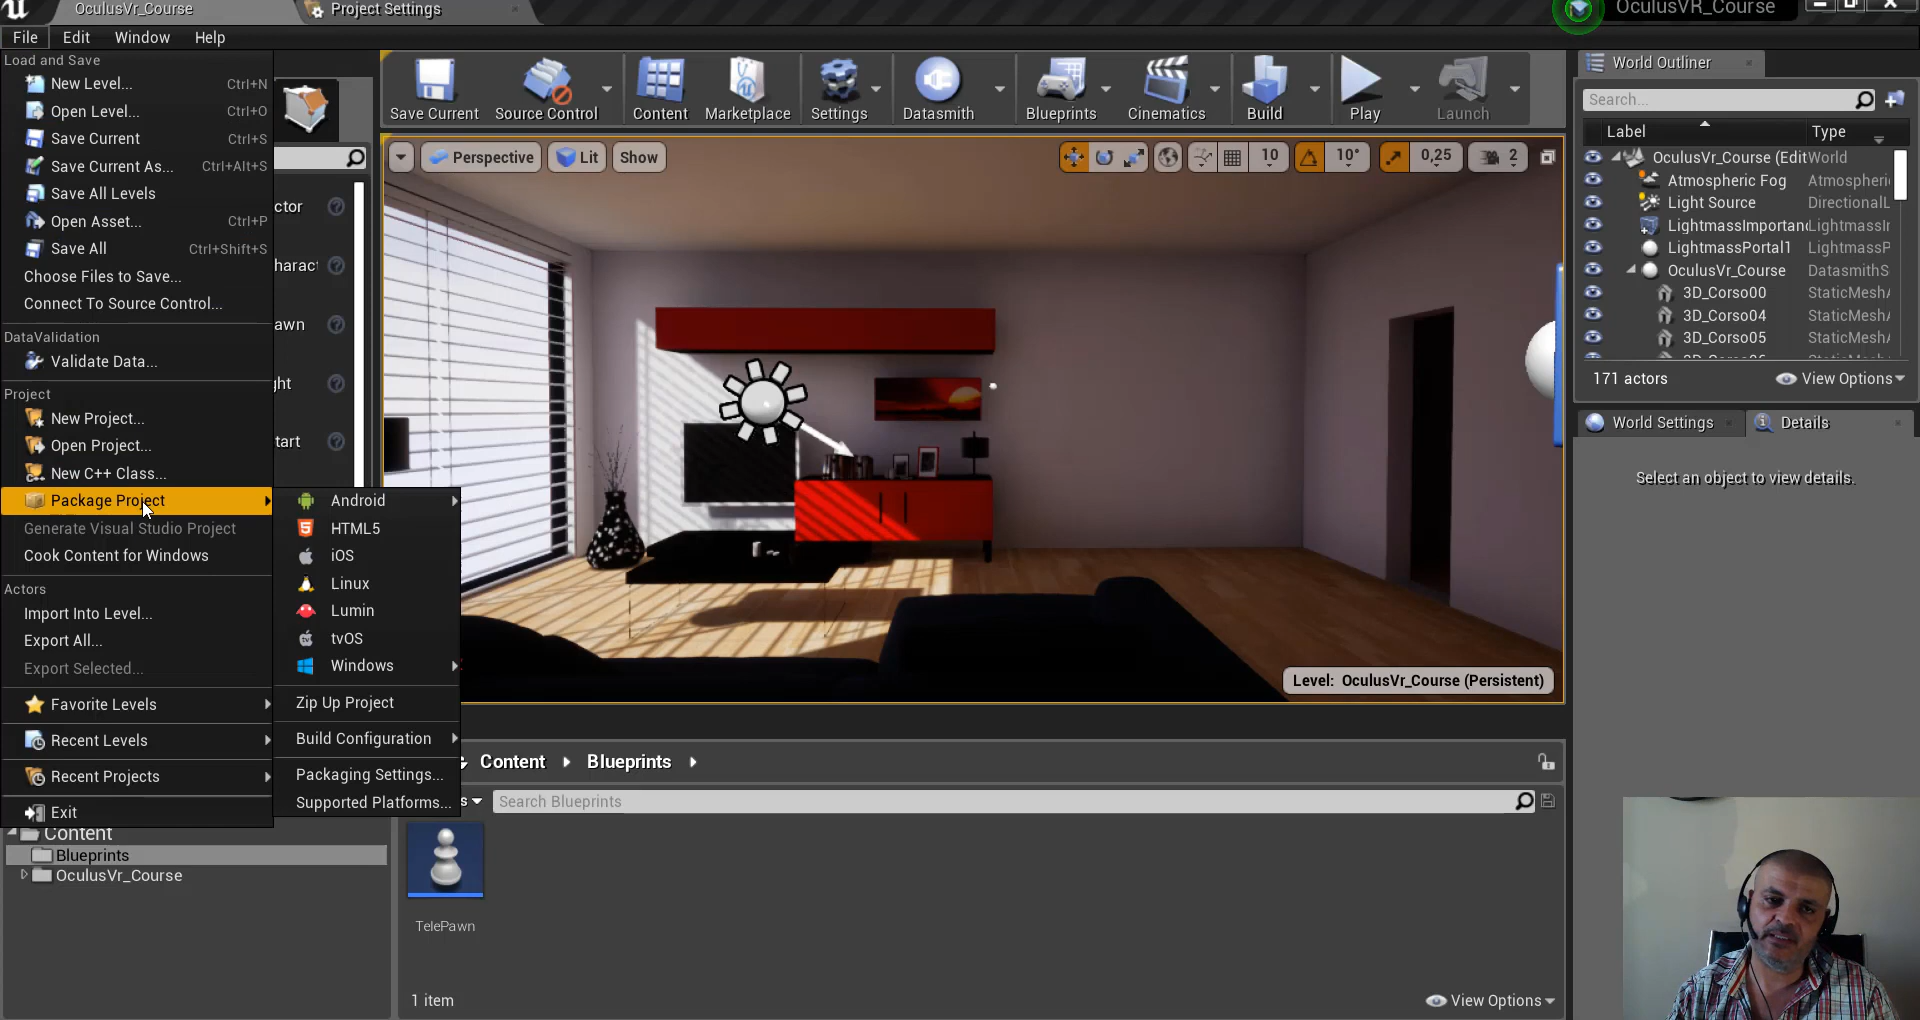 OculusVr_Course
Project Settings
OculusVR_Course
File Edit Window Help
Load and Save
New Level... Ctrl+N
Open Level... Ctrl+O
Save Current Ctrl+S
Save Current As... Ctrl+Alt+S
Save All Levels
Open Asset... Ctrl+P
Save All Ctrl+Shift+S
Choose Files to Save...
Connect To Source Control...
DataValidation
Validate Data...
Project
New Project...
Open Project...
New C++ Class...
Package Project
Generate Visual Studio Project
Cook Content for Windows
Actors
Import Into Level...
Export All...
Export Selected...
Favorite Levels
Recent Levels
Recent Projects
Exit
Android
HTML5
iOS
Linux
Lumin
tvOS
Windows
Zip Up Project
Build Configuration
Packaging Settings...
Supported Platforms...
ctor
harac
awn
ght
tart
Save Current Source Control Content Marketplace Settings Datasmith Blueprints Cinematics Build Play Launch
Perspective Lit Show 10 10° 0,25 2
Level: OculusVr_Course (Persistent)
World Outliner
Search...
Label Type
OculusVr_Course (Edit World
Atmospheric Fog Atmospheri
Light Source DirectionalL
LightmassImportanc LightmassIr
LightmassPortal1 LightmassP
OculusVr_Course DatasmithS
3D_Corso00 StaticMesh
3D_Corso04 StaticMesh
3D_Corso05 StaticMesh
171 actors View Options
World Settings Details
Select an object to view details.
Content Blueprints
s Search Blueprints
Content
Blueprints
OculusVr_Course
TelePawn
1 item View Options